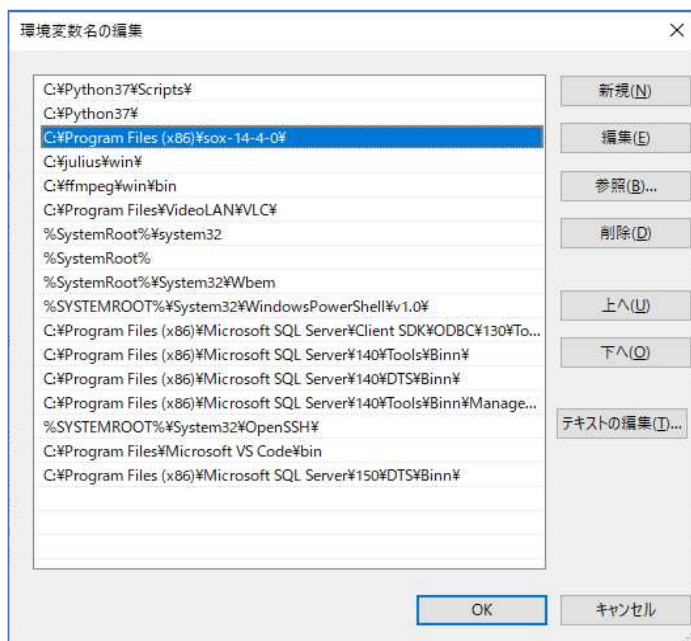 環境変数名の編集
C:¥Python37¥Scripts¥
C:¥Python37¥
C:¥Program Files (x86)¥sox-14-4-0¥
C:¥julius¥win¥
C:¥ffmpeg¥win¥bin
C:¥Program Files¥VideoLAN¥VLC¥
%SystemRoot%¥system32
%SystemRoot%
%SystemRoot%¥System32¥Wbem
%SYSTEMROOT%¥System32¥WindowsPowerShell¥v1.0¥
C:¥Program Files (x86)¥Microsoft SQL Server¥Client SDK¥ODBC¥130¥To...
C:¥Program Files (x86)¥Microsoft SQL Server¥140¥Tools¥Binn¥
C:¥Program Files (x86)¥Microsoft SQL Server¥140¥DTS¥Binn¥
C:¥Program Files (x86)¥Microsoft SQL Server¥140¥Tools¥Binn¥Manage...
%SYSTEMROOT%¥System32¥OpenSSH¥
C:¥Program Files¥Microsoft VS Code¥bin
C:¥Program Files (x86)¥Microsoft SQL Server¥150¥DTS¥Binn¥
新規(N)
編集(E)
参照(B)...
削除(D)
上へ(U)
下へ(O)
テキストの編集(T)...
OK
キャンセル